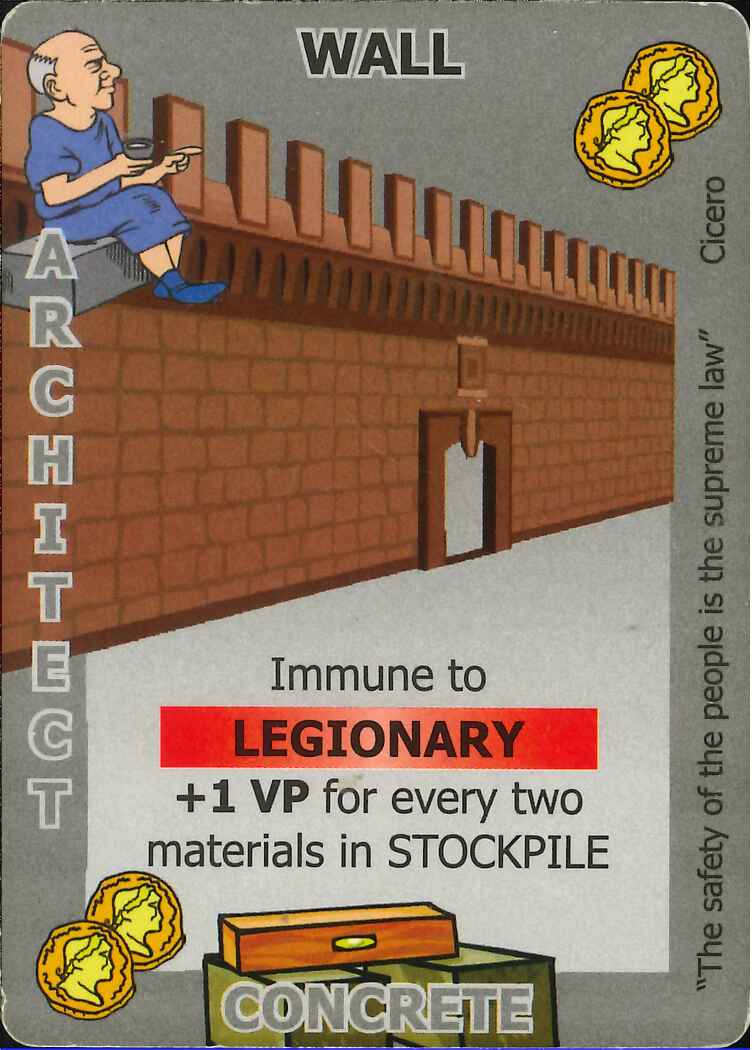 WALL
ARCHITECT
Immune to
LEGIONARY
+1 VP for every two
materials in STOCKPILE
CONCRETE
"The safety of the people is the supreme law" Cicero